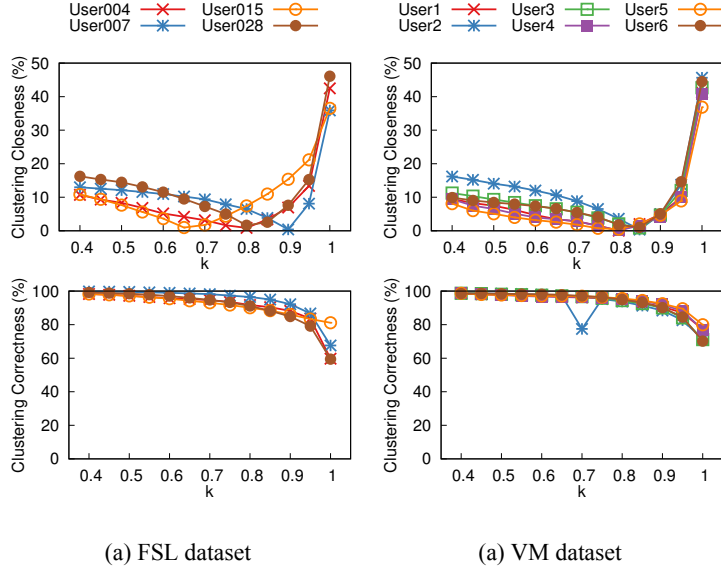 User004 User015
User007 User028
Clustering Closeness (%)
50
40
30
20
10
0
0.4 0.5 0.6 0.7 0.8 0.9 1
k
Clustering Correctness (%)
100
80
60
40
20
0
0.4 0.5 0.6 0.7 0.8 0.9 1
k
(a) FSL dataset
User1 User3 User5
User2 User4 User6
Clustering Closeness (%)
50
40
30
20
10
0
0.4 0.5 0.6 0.7 0.8 0.9 1
k
Clustering Correctness (%)
100
80
60
40
20
0
0.4 0.5 0.6 0.7 0.8 0.9 1
k
(a) VM dataset